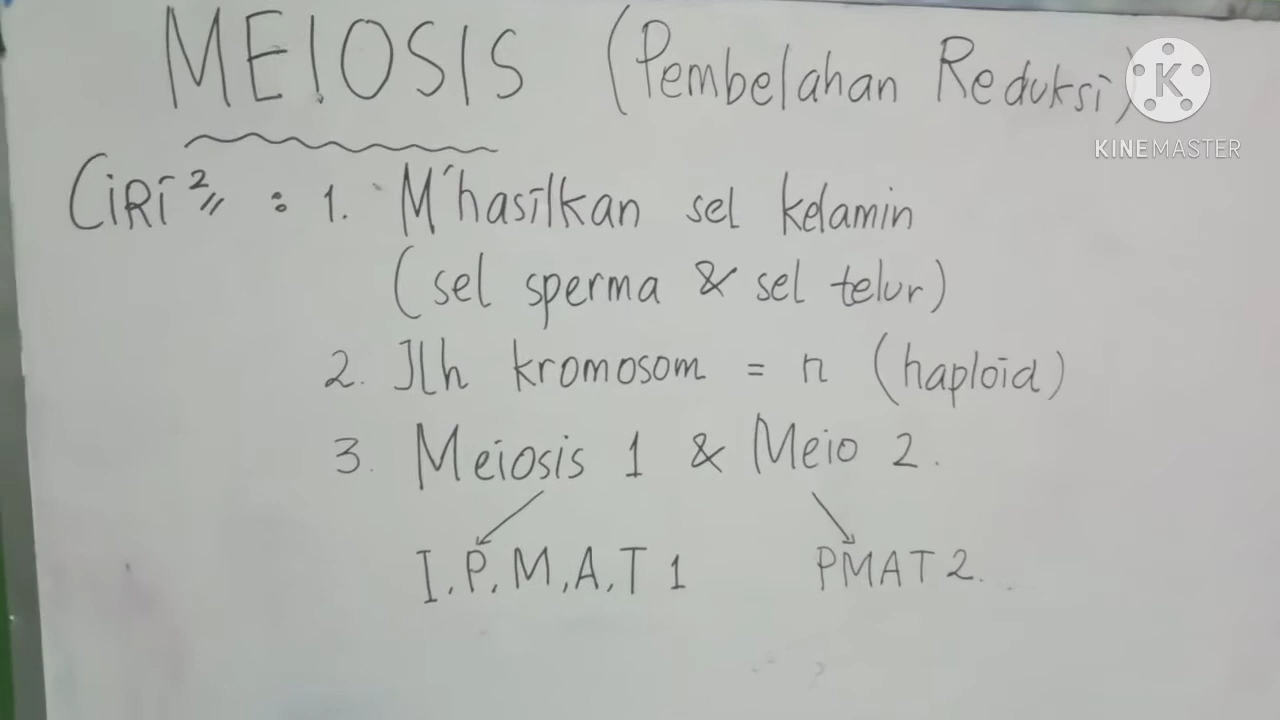 MEIOSIS (Pembelahan Reduksi)
KINEMASTER
CiRi² : 1. M'hasilkan sel kelamin
(sel sperma & sel telur)
2. Jlh kromosom = n (haploid)
3. Meiosis 1 & Meio 2.
I.P.M.A.T 1 PMAT 2.